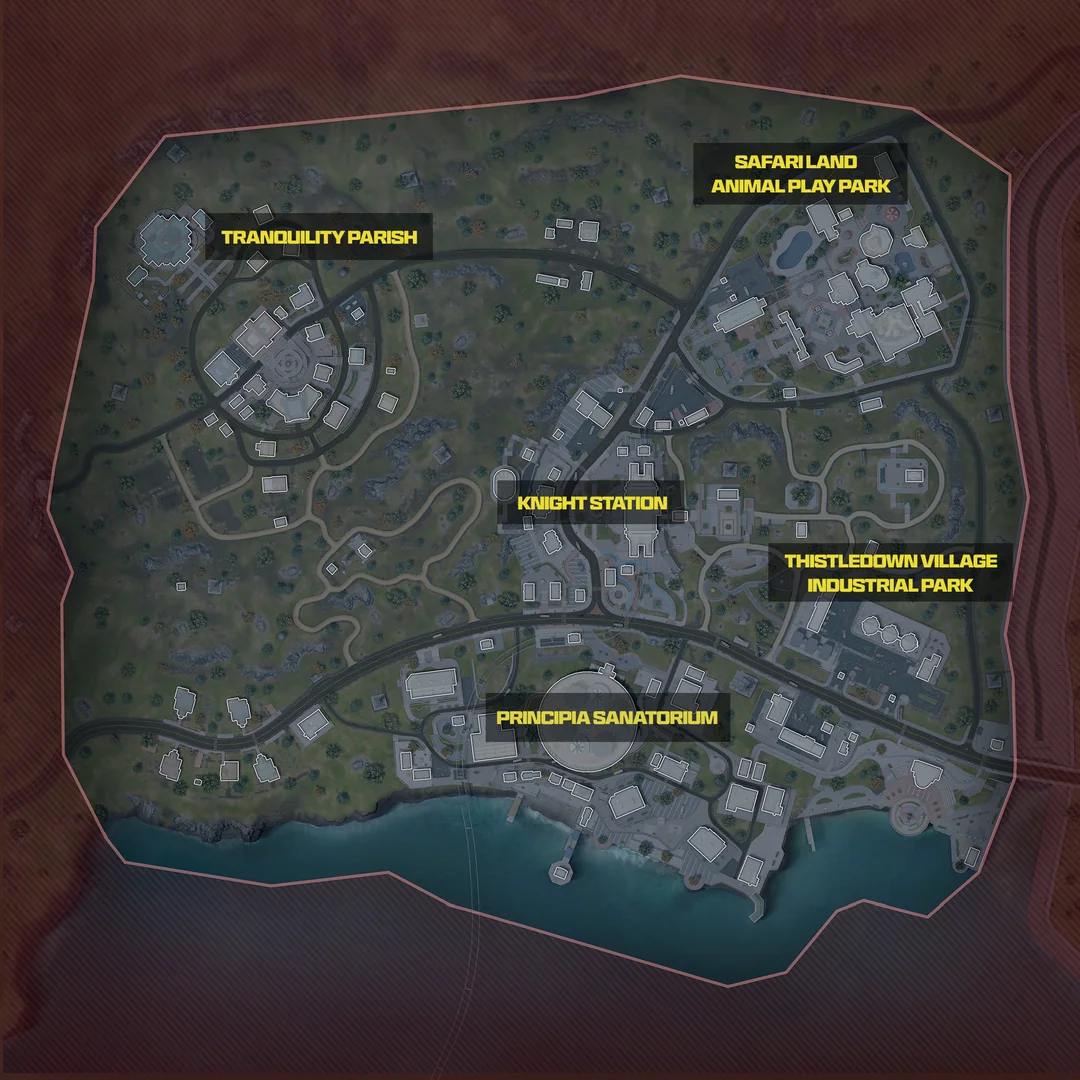 SAFARI LAND
ANIMAL PLAY PARK
TRANQUILITY PARISH
KNIGHT STATION
THISTLEDOWN VILLAGE
INDUSTRIAL PARK
PRINCIPIA SANATORIUM